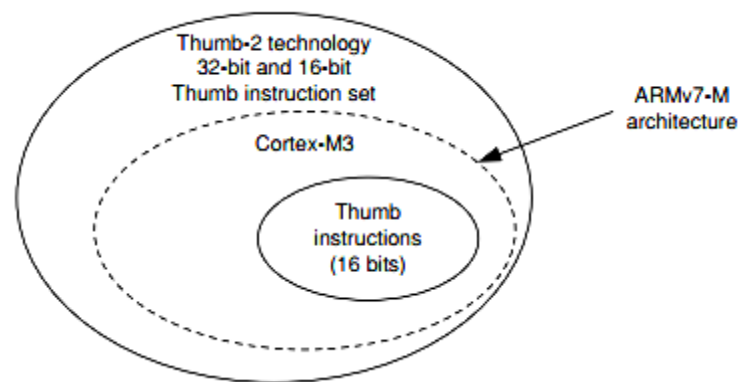 Thumb-2 technology
32-bit and 16-bit
Thumb instruction set
ARMv7-M
architecture
Cortex-M3
Thumb
instructions
(16 bits)